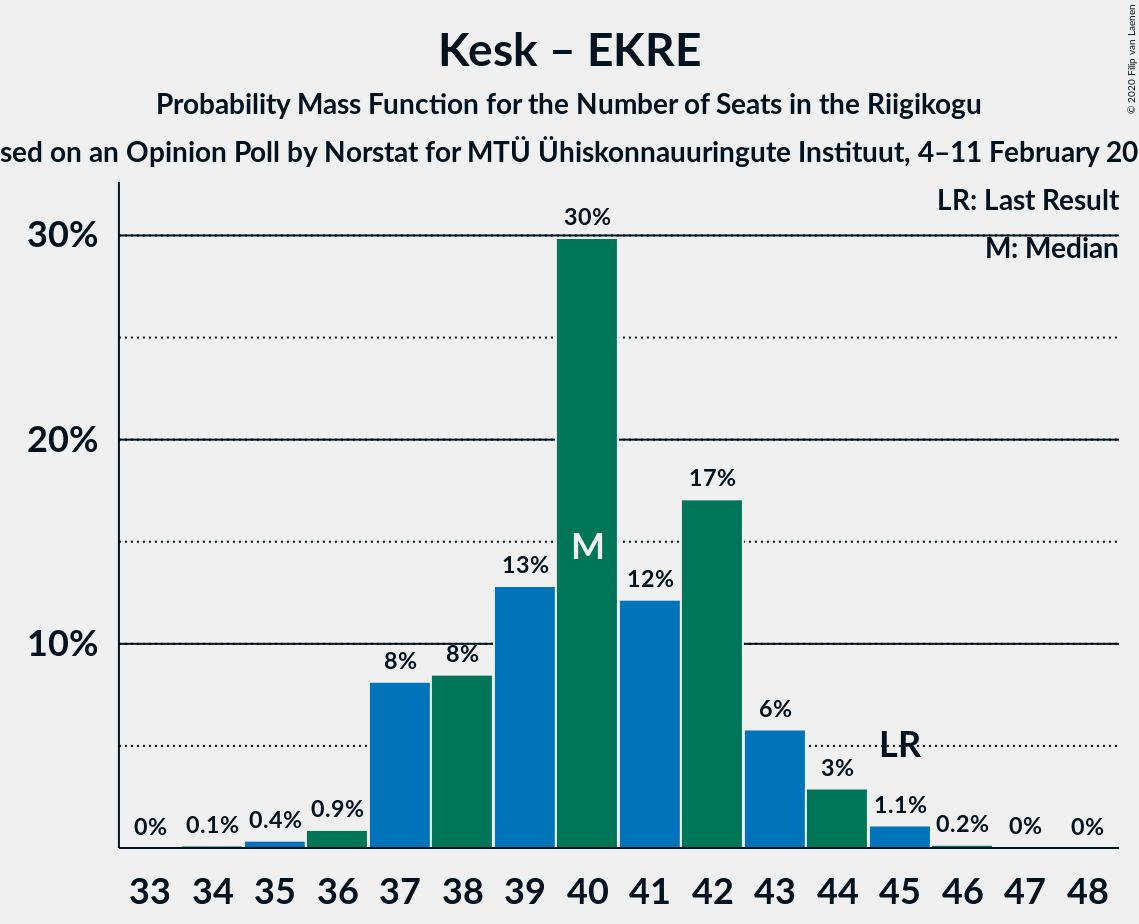 Kesk – EKRE
Probability Mass Function for the Number of Seats in the Riigikogu
sed on an Opinion Poll by Norstat for MTÜ Ühiskonnauuringute Instituut, 4–11 February 20
© 2020 Filip van Laenen
LR: Last Result
M: Median
30%
20%
10%
0%
0.1%
0.4%
0.9%
8%
8%
13%
30%
12%
17%
6%
3%
1.1%
0.2%
0%
0%
M
LR
33 34 35 36 37 38 39 40 41 42 43 44 45 46 47 48